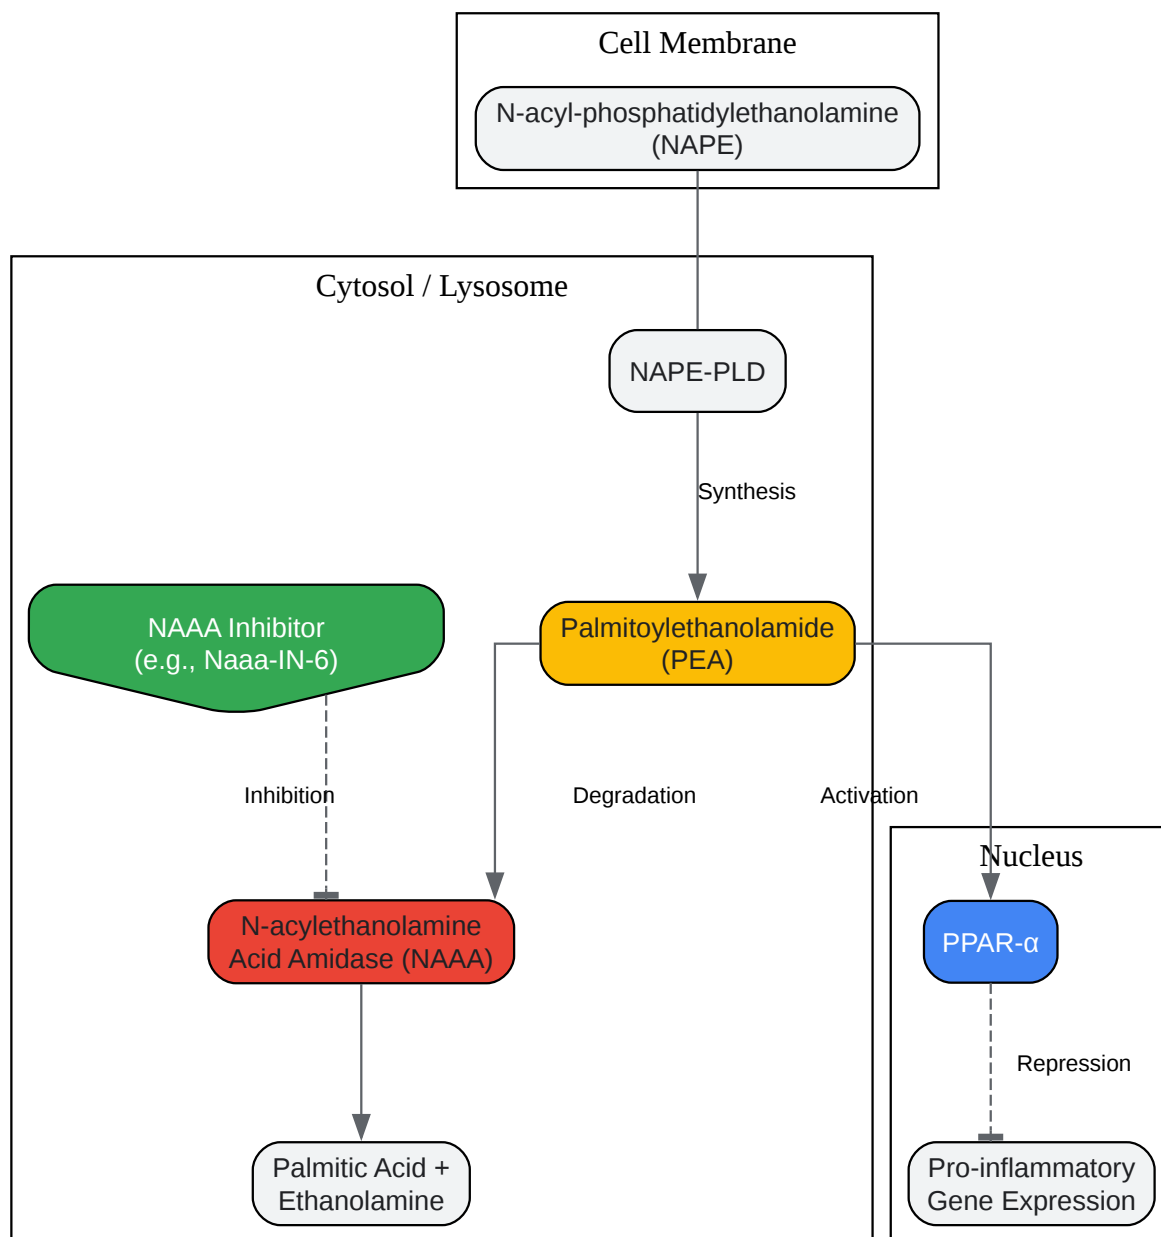 Cell Membrane
N-acyl-phosphatidylethanolamine
(NAPE)
Cytosol / Lysosome
NAPE-PLD
Synthesis
NAAA Inhibitor
(e.g., Naaa-IN-6)
Palmitoylethanolamide
(PEA)
Inhibition
Degradation
Activation
Nucleus
N-acylethanolamine
Acid Amidase (NAAA)
PPAR-α
Repression
Palmitic Acid +
Ethanolamine
Pro-inflammatory
Gene Expression